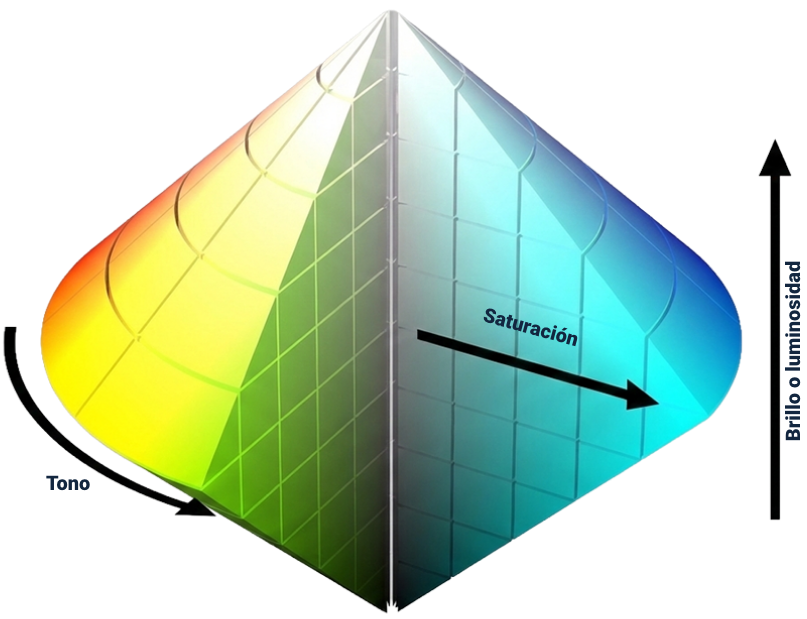 Saturación
Brillo o luminosidad
Tono